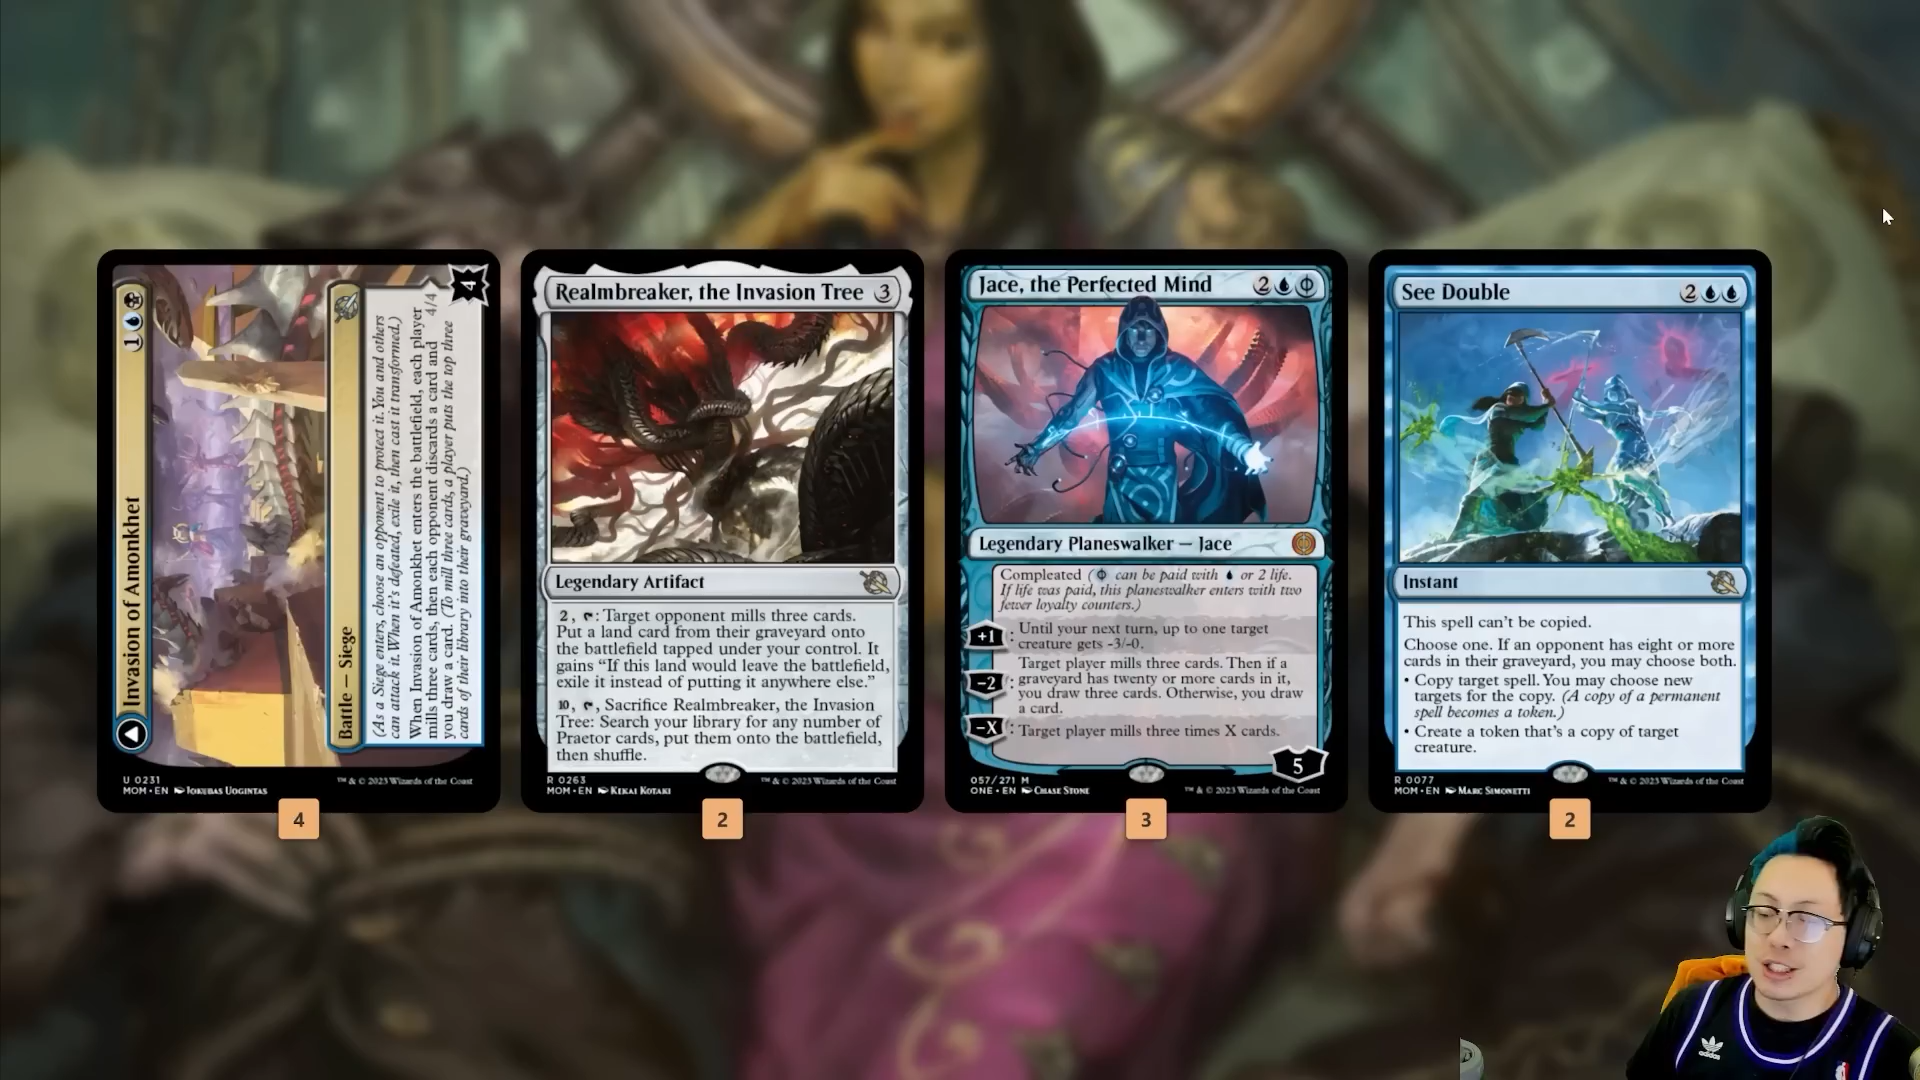 Invasion of Amonkhet
1
Battle – Siege
4
(As a Siege enters, choose an opponent to protect it. You and others
can attack it. When it's defeated, exile it, then cast it transformed.)
When Invasion of Amonkhet enters the battlefield, each player
mills three cards, then each opponent discards a card and
you draw a card. (To mill three cards, a player puts the top three
cards of their library into their graveyard.)
4/4
U 0231
MOM • EN JOKUBAS UOGINTAS
™ & © 2023 Wizards of the Coast
4
Realmbreaker, the Invasion Tree 3
Legendary Artifact
2, : Target opponent mills three cards.
Put a land card from their graveyard onto
the battlefield tapped under your control. It
gains “If this land would leave the battlefield,
exile it instead of putting it anywhere else.”
10, , Sacrifice Realmbreaker, the Invasion
Tree: Search your library for any number of
Praetor cards, put them onto the battlefield,
then shuffle.
R 0263
MOM • EN KEKAI KOTAKI
™ & © 2023 Wizards of the Coast
2
Jace, the Perfected Mind 2
Legendary Planeswalker – Jace
Compleated ( can be paid with or 2 life.
If life was paid, this planeswalker enters with two
fewer loyalty counters.)
+1 : Until your next turn, up to one target
creature gets -3/-0.
−2 : Target player mills three cards. Then if a
graveyard has twenty or more cards in it,
you draw three cards. Otherwise, you draw
a card.
−X : Target player mills three times X cards.
5
057/271 M
ONE • EN CHASE STONE
™ & © 2023 Wizards of the Coast
3
See Double 2
Instant
This spell can't be copied.
Choose one. If an opponent has eight or more
cards in their graveyard, you may choose both.
• Copy target spell. You may choose new
targets for the copy. (A copy of a permanent
spell becomes a token.)
• Create a token that's a copy of target
creature.
R 0077
MOM • EN MARC SIMONETTI
™ & © 2023 Wizards of the Coast
2
adidas